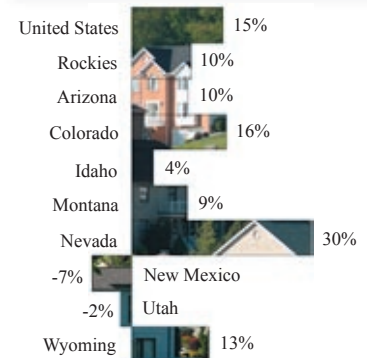 United States 15%
Rockies 10%
Arizona 10%
Colorado 16%
Idaho 4%
Montana 9%
Nevada 30%
-7% New Mexico
-2% Utah
Wyoming 13%